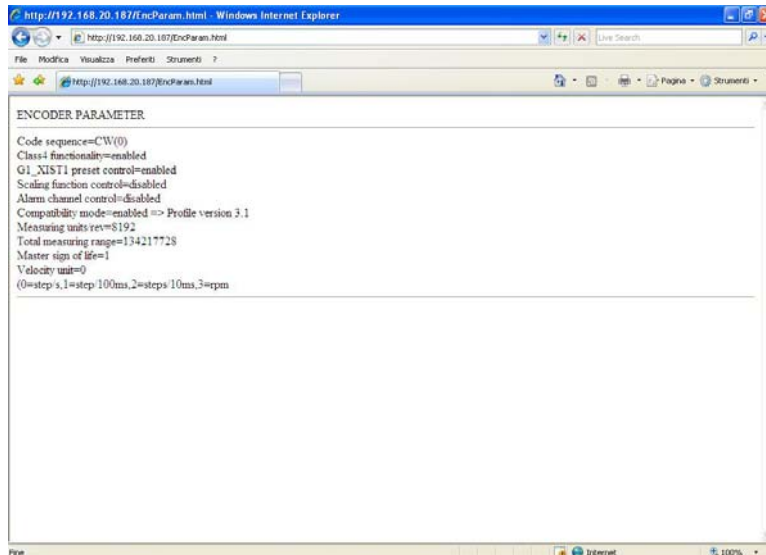 http://192.168.20.187/EncParam.html - Windows Internet Explorer
http://192.168.20.187/EncParam.html
Live Search
File Modifica Visualizza Preferiti Strumenti ?
http://192.168.20.187/EncParam.html
Pagina Strumenti
ENCODER PARAMETER
Code sequence=CW(0)
Class4 functionality=enabled
G1_XIST1 preset control=enabled
Scaling function control=disabled
Alarm channel control=disabled
Compatibility mode=enabled => Profile version 3.1
Measuring units/rev=8192
Total measuring range=134217728
Master sign of life=1
Velocity unit=0
(0=step/s,1=step/100ms,2=steps/10ms,3=rpm
Fine Internet 100%